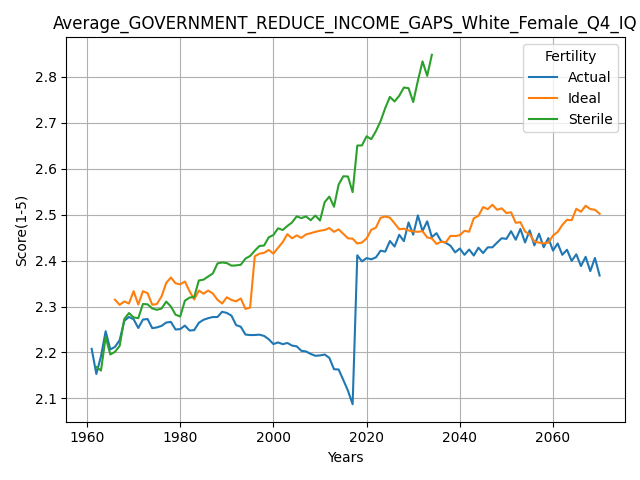 Average_GOVERNMENT_REDUCE_INCOME_GAPS_White_Female_Q4_IQ
Fertility
Actual
Ideal
Sterile
Score(1-5)
2.8
2.7
2.6
2.5
2.4
2.3
2.2
2.1
1960
1980
2000
2020
2040
2060
Years